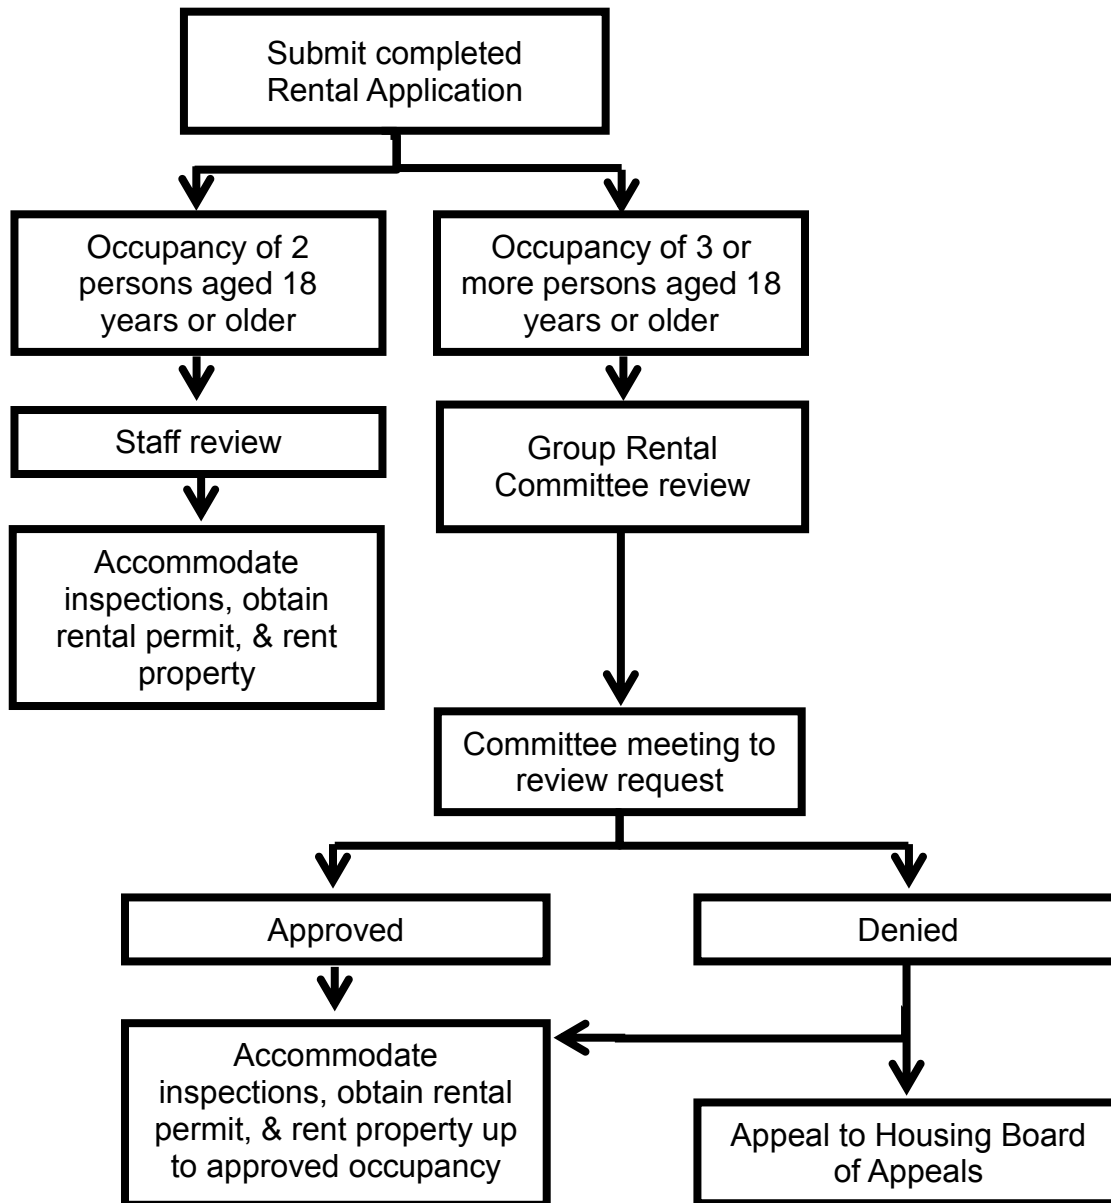 Submit completed
Rental Application
Occupancy of 2
persons aged 18
years or older
Occupancy of 3 or
more persons aged 18
years or older
Staff review
Group Rental
Committee review
Accommodate
inspections, obtain
rental permit, & rent
property
Committee meeting to
review request
Approved
Denied
Accommodate
inspections, obtain rental
permit, & rent property up
to approved occupancy
Appeal to Housing Board
of Appeals